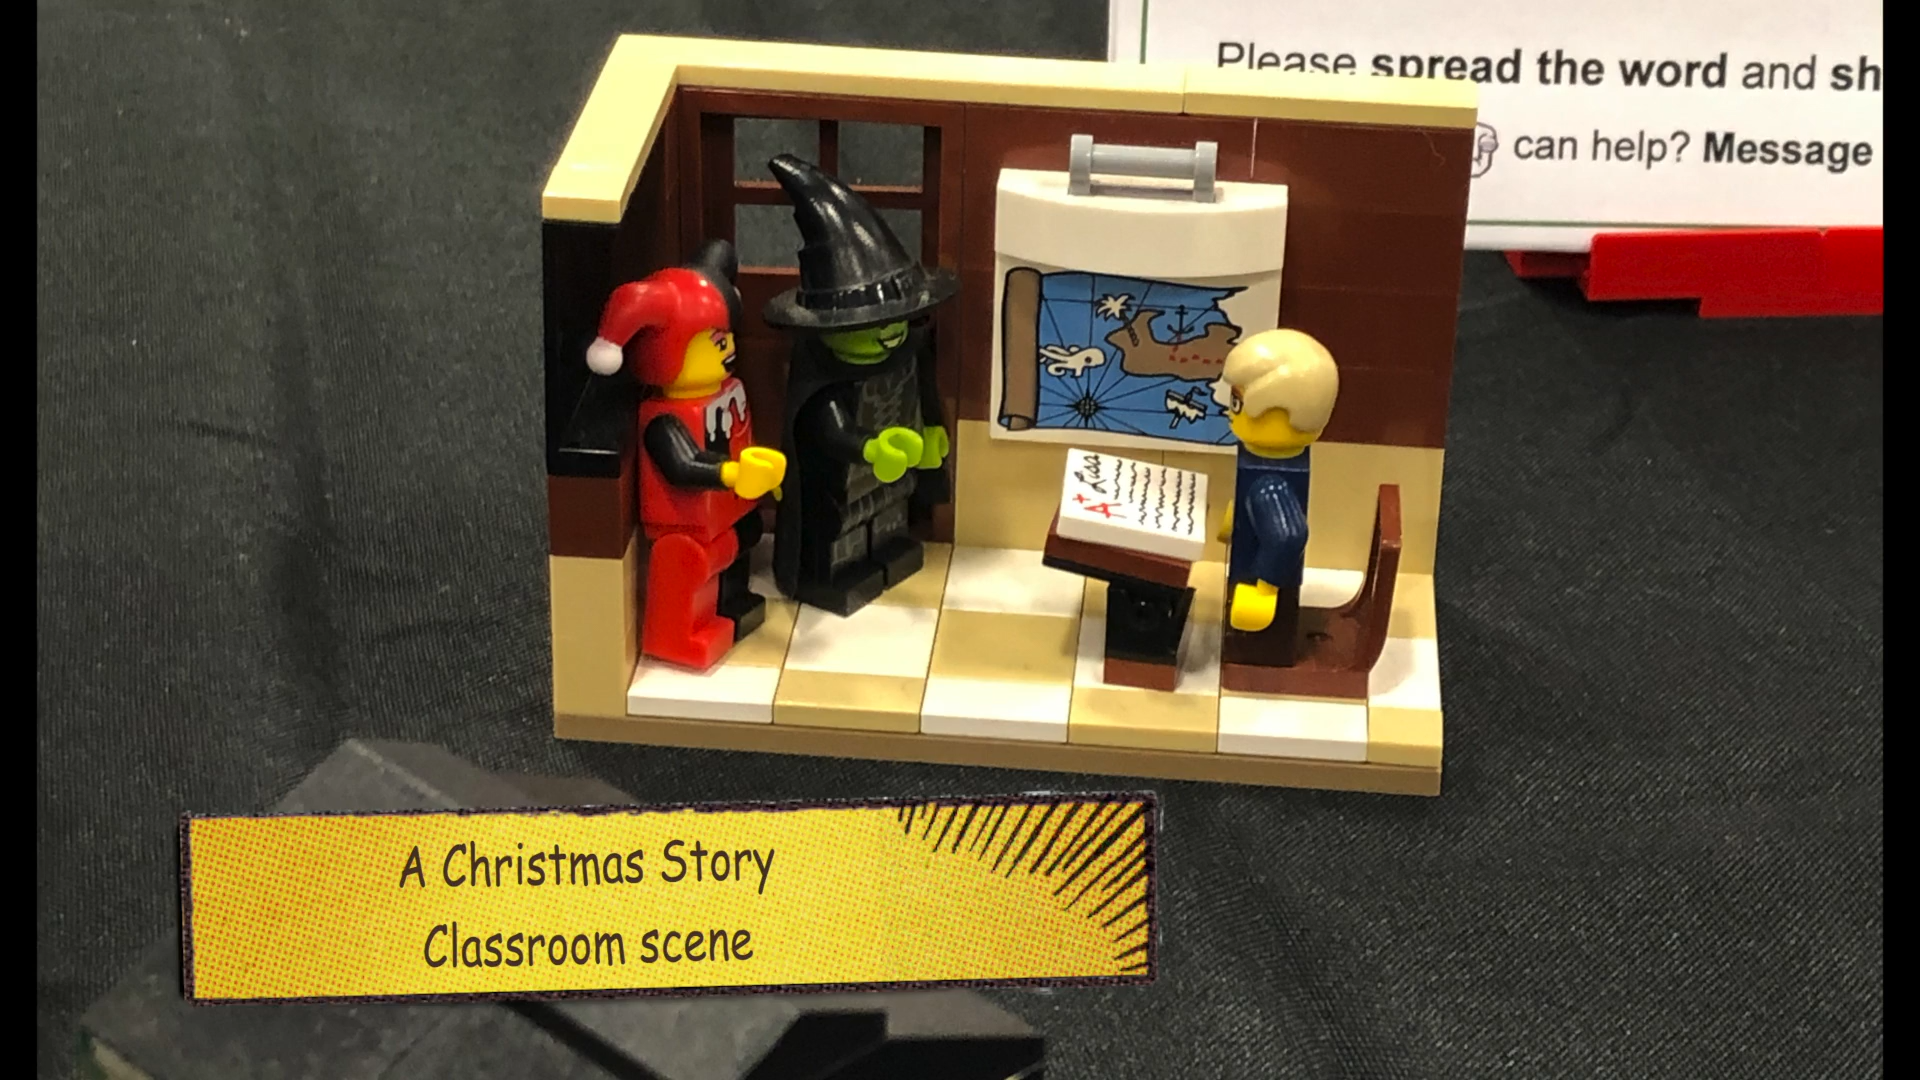 Please spread the word and sh
can help? Message
A+
A Christmas Story
Classroom scene